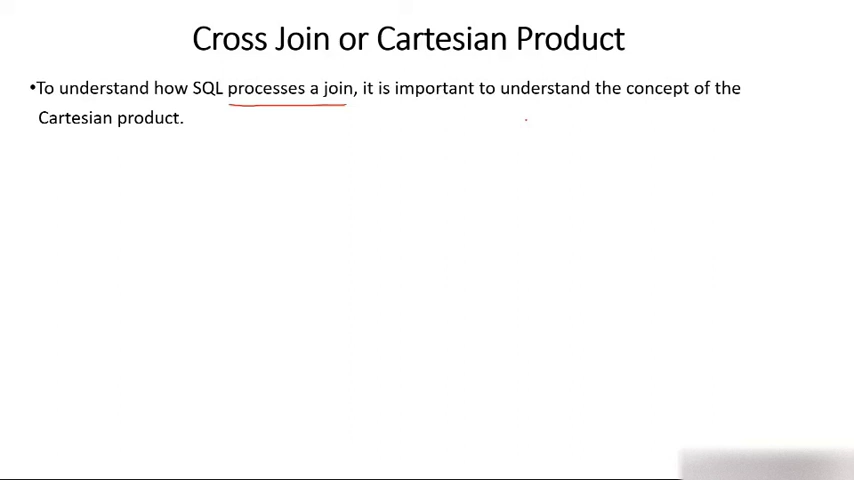 Cross Join or Cartesian Product
•To understand how SQL processes a join, it is important to understand the concept of the
Cartesian product.